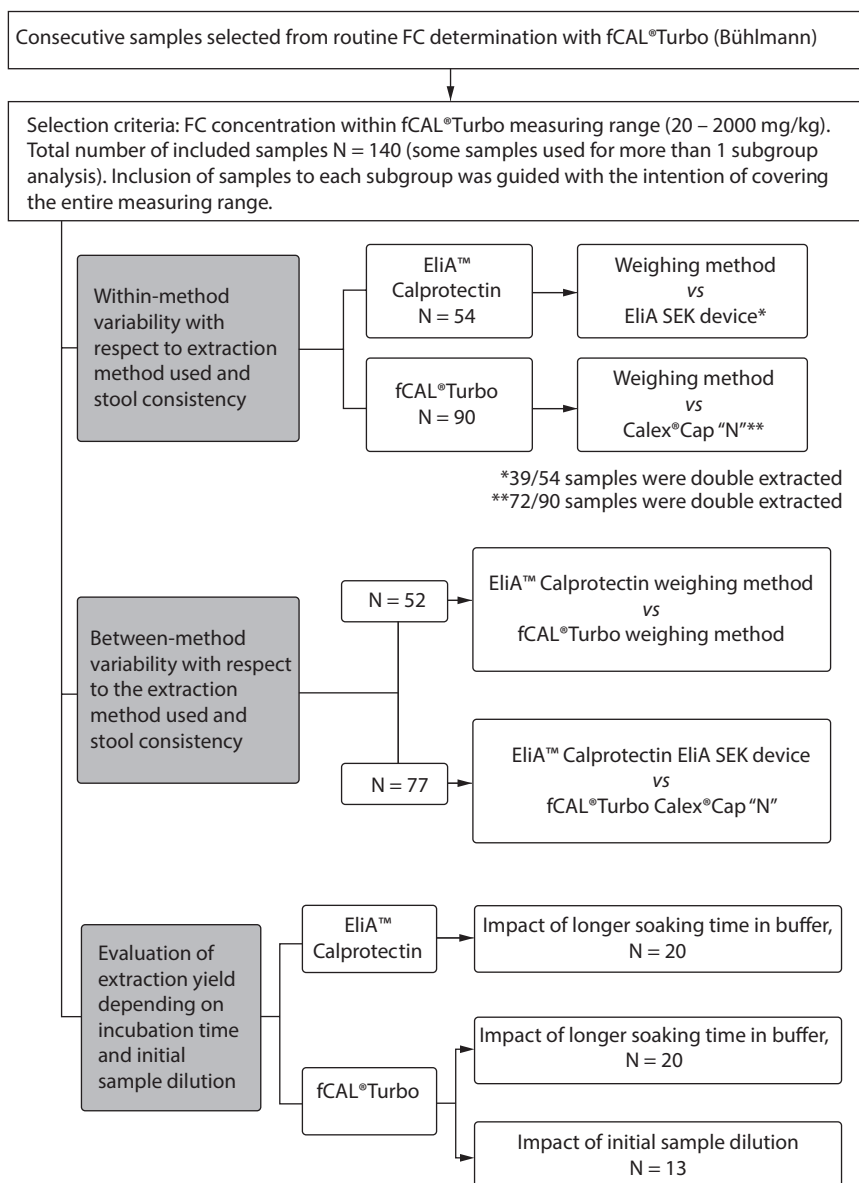 Consecutive samples selected from routine FC determination with fCAL®Turbo (Bühlmann)
Selection criteria: FC concentration within fCAL®Turbo measuring range (20 – 2000 mg/kg).
Total number of included samples N = 140 (some samples used for more than 1 subgroup
analysis). Inclusion of samples to each subgroup was guided with the intention of covering
the entire measuring range.
Within-method
variability with
respect to extraction
method used and
stool consistency
EliA™
Calprotectin
N = 54
Weighing method
vs
EliA SEK device*
fCAL®Turbo
N = 90
Weighing method
vs
Calex®Cap “N”**
*39/54 samples were double extracted
**72/90 samples were double extracted
Between-method
variability with respect
to the extraction
method used and
stool consistency
N = 52
EliA™ Calprotectin weighing method
vs
fCAL®Turbo weighing method
N = 77
EliA™ Calprotectin EliA SEK device
vs
fCAL®Turbo Calex®Cap “N”
Evaluation of
extraction yield
depending on
incubation time
and initial
sample dilution
EliA™
Calprotectin
Impact of longer soaking time in buffer,
N = 20
fCAL®Turbo
Impact of longer soaking time in buffer,
N = 20
Impact of initial sample dilution
N = 13